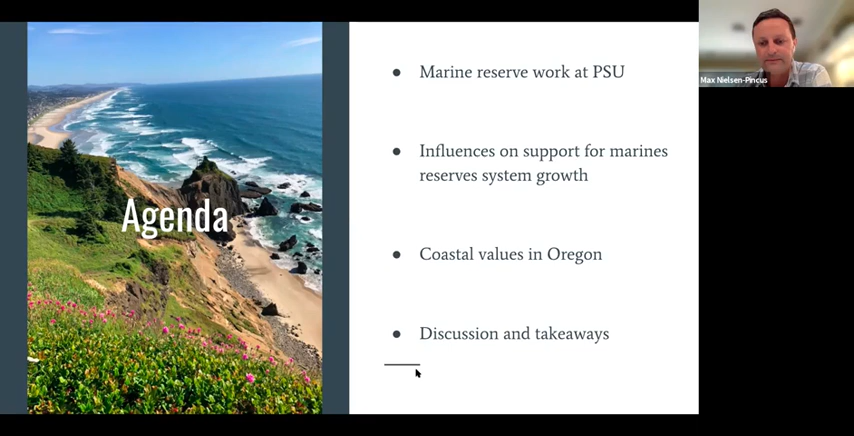 Agenda
Marine reserve work at PSU
Influences on support for marines
reserves system growth
Coastal values in Oregon
Discussion and takeaways
Max Nielsen-Pincus